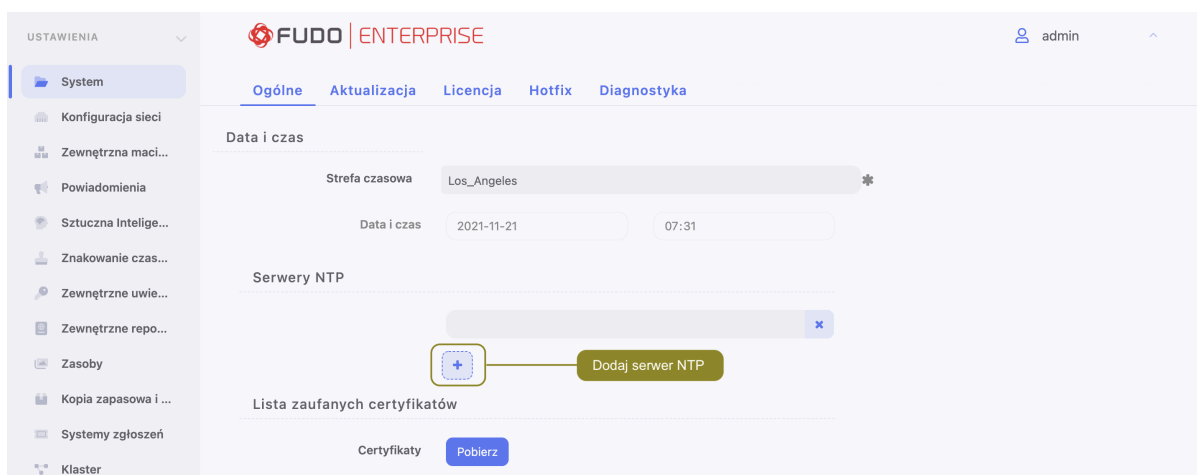 USTAWIENIA
FUDO ENTERPRISE
admin
System
Konfiguracja sieci
Zewnętrzna maci...
Powiadomienia
Sztuczna Intelige...
Znakowanie czas...
Zewnętrzne uwie...
Zewnętrzne repo...
Zasoby
Kopia zapasowa i ...
Systemy zgłoszeń
Klaster
Ogólne Aktualizacja Licencja Hotfix Diagnostyka
Data i czas
Strefa czasowa Los_Angeles
Data i czas 2021-11-21 07:31
Serwery NTP
Dodaj serwer NTP
Lista zaufanych certyfikatów
Certyfikaty Pobierz